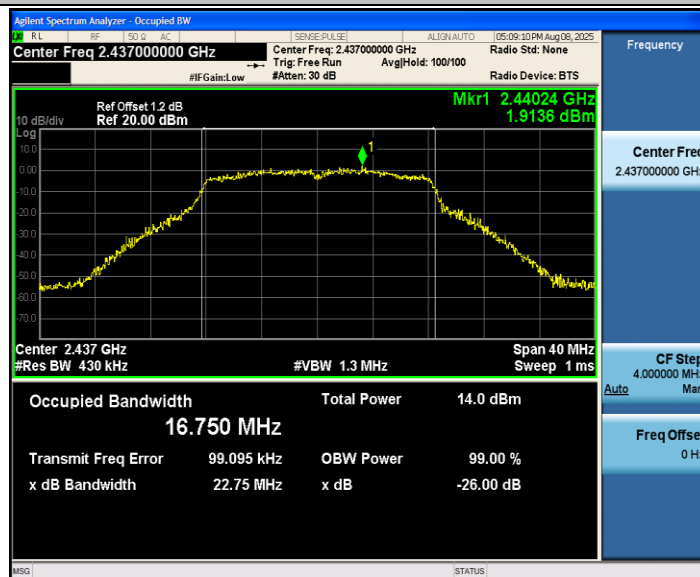 Agilent Spectrum Analyzer - Occupied BW
RL RF 50 Ω AC SENSE:PULSE ALIGN AUTO 05:09:10 PM Aug 08, 2025
Center Freq 2.437000000 GHz
Center Freq: 2.437000000 GHz
Radio Std: None
Trig: Free Run Avg|Hold: 100/100
#IFGain:Low #Atten: 30 dB Radio Device: BTS
Frequency
Ref Offset 1.2 dB
Mkr1 2.44024 GHz
10 dB/div Ref 20.00 dBm
1.9136 dBm
Log
10.0
0.00
-10.0
-20.0
-30.0
-40.0
-50.0
-60.0
-70.0
1
Center 2.437 GHz Span 40 MHz
#Res BW 430 kHz #VBW 1.3 MHz Sweep 1 ms
Occupied Bandwidth Total Power 14.0 dBm
16.750 MHz
Transmit Freq Error 99.095 kHz OBW Power 99.00 %
x dB Bandwidth 22.75 MHz x dB -26.00 dB
Center Freq
2.437000000 GHz
CF Step
4.000000 MHz
Auto Man
Freq Offset
0 Hz
MSG STATUS